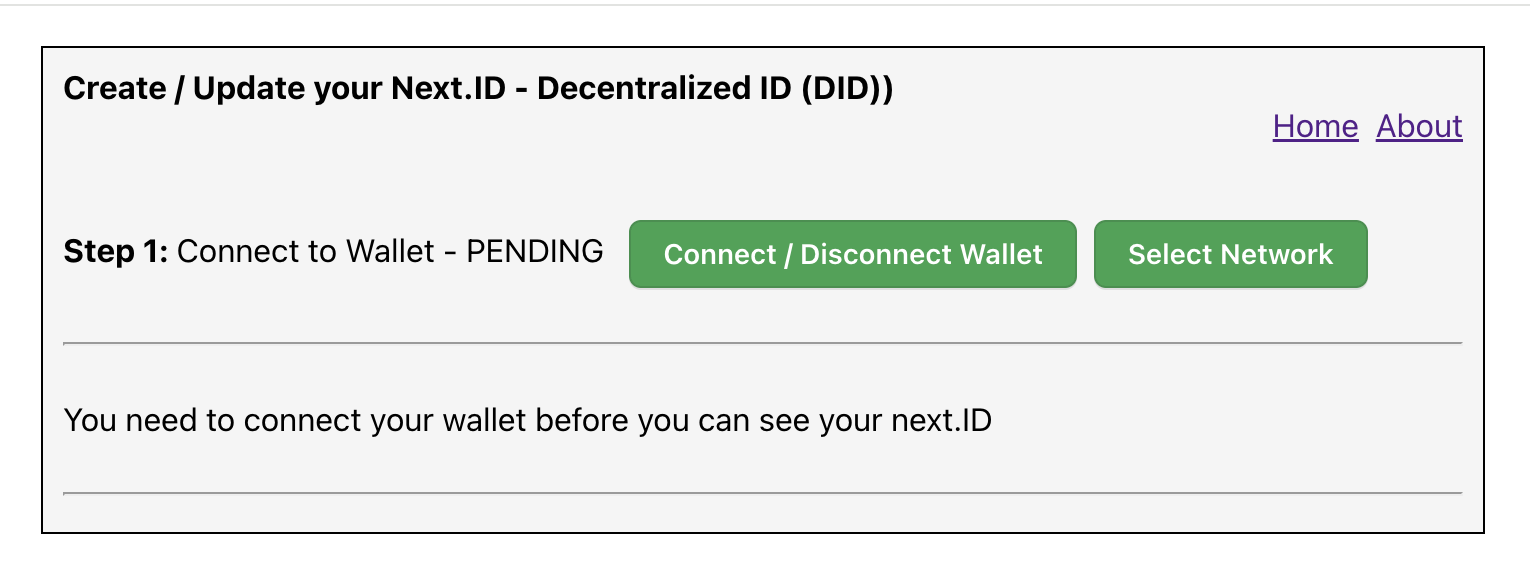 Create / Update your Next.ID - Decentralized ID (DID))
Home About
Step 1: Connect to Wallet - PENDING Connect / Disconnect Wallet Select Network
You need to connect your wallet before you can see your next.ID